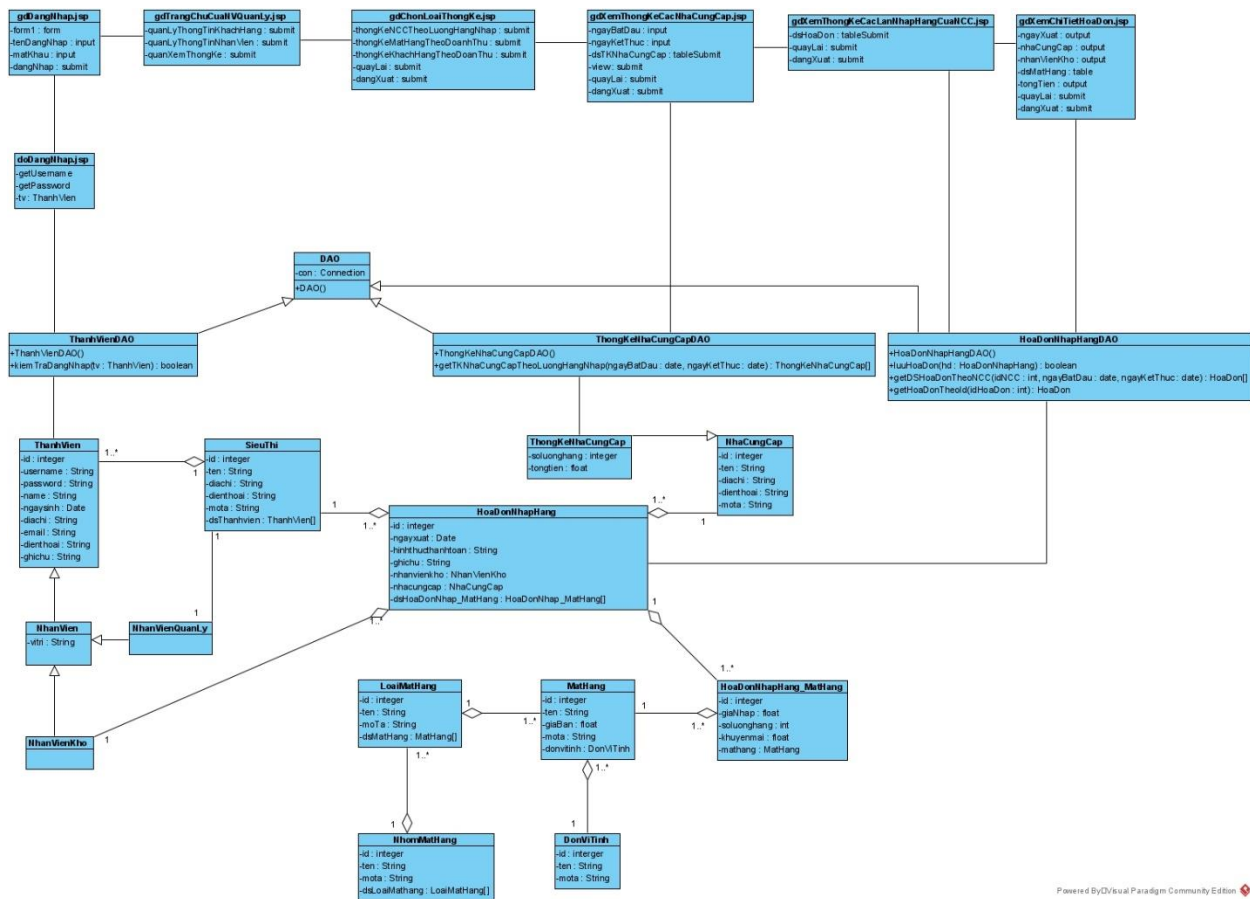 gdDangNhap.jsp
-form1 : form
-tenDangNhap : input
-matKhau : input
-dangNhap : submit
gdTrangChuCuaNVQuanLy.jsp
-quanLyThongTinKhachHang : submit
-quanLyThongTinNhanVien : submit
-quanXemThongKe : submit
gdChonLoaiThongKe.jsp
-thongKeNCCTheoLuongHangNhap : submit
-thongKeMatHangTheoDoanhThu : submit
-thongKeKhachHangTheoDoanhThu : submit
-quayLai : submit
-dangXuat : submit
gdXemThongKeCacNhaCungCap.jsp
-ngayBatDau : input
-ngayKetThuc : input
-dsTKNhaCungCap : tableSubmit
-view : submit
-quayLai : submit
-dangXuat : submit
gdXemThongKeCacLanNhapHangCuaNCC.jsp
-dsHoaDon : tableSubmit
-quayLai : submit
-dangXuat : submit
gdXemChiTietHoaDon.jsp
-ngayXuat : output
-nhaCungCap : output
-nhanVienKho : output
-dsMatHang : table
-tongTien : output
-quayLai : submit
-dangXuat : submit
doDangNhap.jsp
-getUsername
-getPassword
-tv : ThanhVien
DAO
-con : Connection
+DAO()
ThanhVienDAO
+ThanhVienDAO()
+kiemTraDangNhap(tv : ThanhVien) : boolean
ThongKeNhaCungCapDAO
+ThongKeNhaCungCapDAO()
+getTKNhaCungCapTheoLuongHangNhap(ngayBatDau : date, ngayKetThuc : date) : ThongKeNhaCungCap[]
HoaDonNhapHangDAO
+HoaDonNhapHangDAO()
+luuHoaDon(hd : HoaDonNhapHang) : boolean
+getDSHoaDonTheoNCC(idNCC : int, ngayBatDau : date, ngayKetThuc : date) : HoaDon[]
+getHoaDonTheoId(idHoaDon : int) : HoaDon
ThanhVien
-id : integer
-username : String
-password : String
-name : String
-ngaysinh : Date
-diachi : String
-email : String
-dienthoai : String
-ghichu : String
1..*
1
SieuThi
-id : integer
-ten : String
-diachi : String
-dienthoai : String
-mota : String
-dsThanhvien : ThanhVien[]
1
1..*
1
1
ThongKeNhaCungCap
-soluonghang : integer
-tongtien : float
NhaCungCap
-id : integer
-ten : String
-diachi : String
-dienthoai : String
-mota : String
1..*
1
HoaDonNhapHang
-id : integer
-ngayxuat : Date
-hinhthucthanhtoan : String
-ghichu : String
-nhanvienkho : NhanVienKho
-nhacungcap : NhaCungCap
-dsHoaDonNhap_MatHang : HoaDonNhap_MatHang[]
1..*
1
1
1..*
NhanVien
-vitri : String
NhanVienQuanLy
NhanVienKho
LoaiMatHang
-id : integer
-ten : String
-moTa : String
-dsMatHang : MatHang[]
1
1..*
MatHang
-id : integer
-ten : String
-giaBan : float
-mota : String
-donvitinh : DonViTinh
1
1..*
HoaDonNhapHang_MatHang
-id : integer
-giaNhap : float
-soluonghang : int
-khuyenmai : float
-mathang : MatHang
1..*
1
1..*
1
NhomMatHang
-id : integer
-ten : String
-mota : String
-dsLoaiMathang : LoaiMatHang[]
DonViTinh
-id : interger
-ten : String
-mota : String
Powered By Visual Paradigm Community Edition